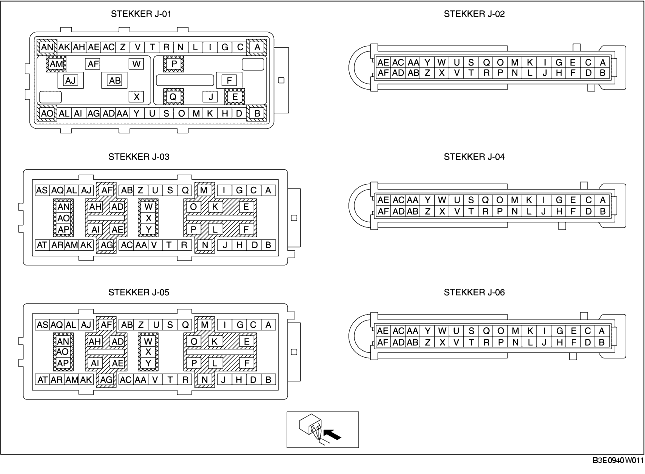 STEKKER J-01
AN AK AH AE AC Z V T R N L I G C A
AM AF W P
AJ AB F
X Q J E
AO AL AI AG AD AA Y U S O M K H D B
STEKKER J-02
AE AC AA Y W U S Q O M K I G E C A
AF AD AB Z X V T R P N L J H F D B
STEKKER J-03
AS AQ AL AJ AF AB Z U S Q M I G C A
AN AH AD W O K E
AO X
AP AI AE Y P L F
AT AR AM AK AG AC AA V T R N J H D B
STEKKER J-04
AE AC AA Y W U S Q O M K I G E C A
AF AD AB Z X V T R P N L J H F D B
STEKKER J-05
AS AQ AL AJ AF AB Z U S Q M I G C A
AN AH AD W O K E
AO X
AP AI AE Y P L F
AT AR AM AK AG AC AA V T R N J H D B
STEKKER J-06
AE AC AA Y W U S Q O M K I G E C A
AF AD AB Z X V T R P N L J H F D B
B3E0940W011